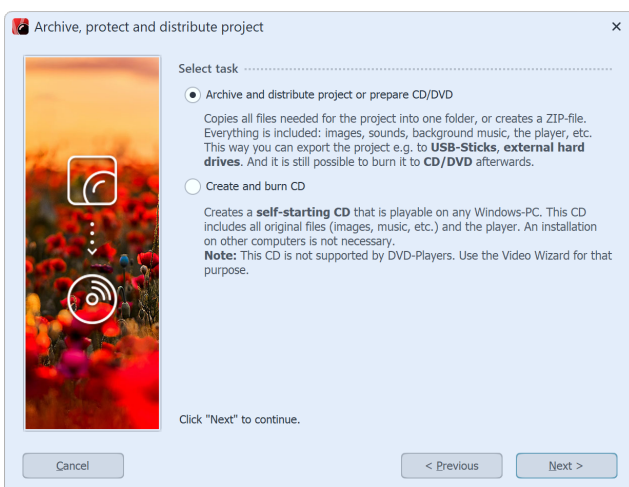 Archive, protect and distribute project
Select task
Archive and distribute project or prepare CD/DVD
Copies all files needed for the project into one folder, or creates a ZIP-file.
Everything is included: images, sounds, background music, the player, etc.
This way you can export the project e.g. to USB-Sticks, external hard
drives. And it is still possible to burn it to CD/DVD afterwards.
Create and burn CD
Creates a self-starting CD that is playable on any Windows-PC. This CD
includes all original files (images, music, etc.) and the player. An installation
on other computers is not necessary.
Note: This CD is not supported by DVD-Players. Use the Video Wizard for that
purpose.
Click "Next" to continue.
Cancel
< Previous
Next >